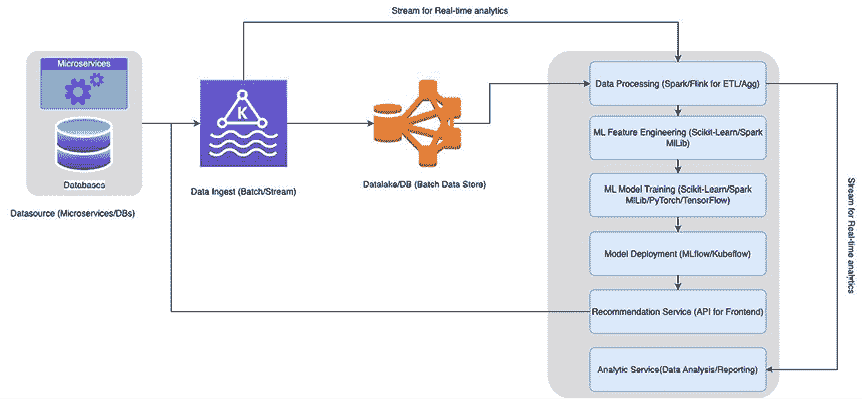 Stream for Real-time analytics
Microservices
Databases
Datasource (Microservices/DBs)
K
Data Ingest (Batch/Stream)
Datalake/DB (Batch Data Store)
Data Processing (Spark/Flink for ETL/Agg)
ML Feature Engineering (Scikit-Learn/Spark
MlLib)
ML Model Training (Scikit-Learn/Spark
MlLib/PyTorch/TensorFlow)
Model Deployment (MLflow/Kubeflow)
Recommendation Service (API for Frontend)
Analytic Service(Data Analysis/Reporting)
Stream for Real-time analytics